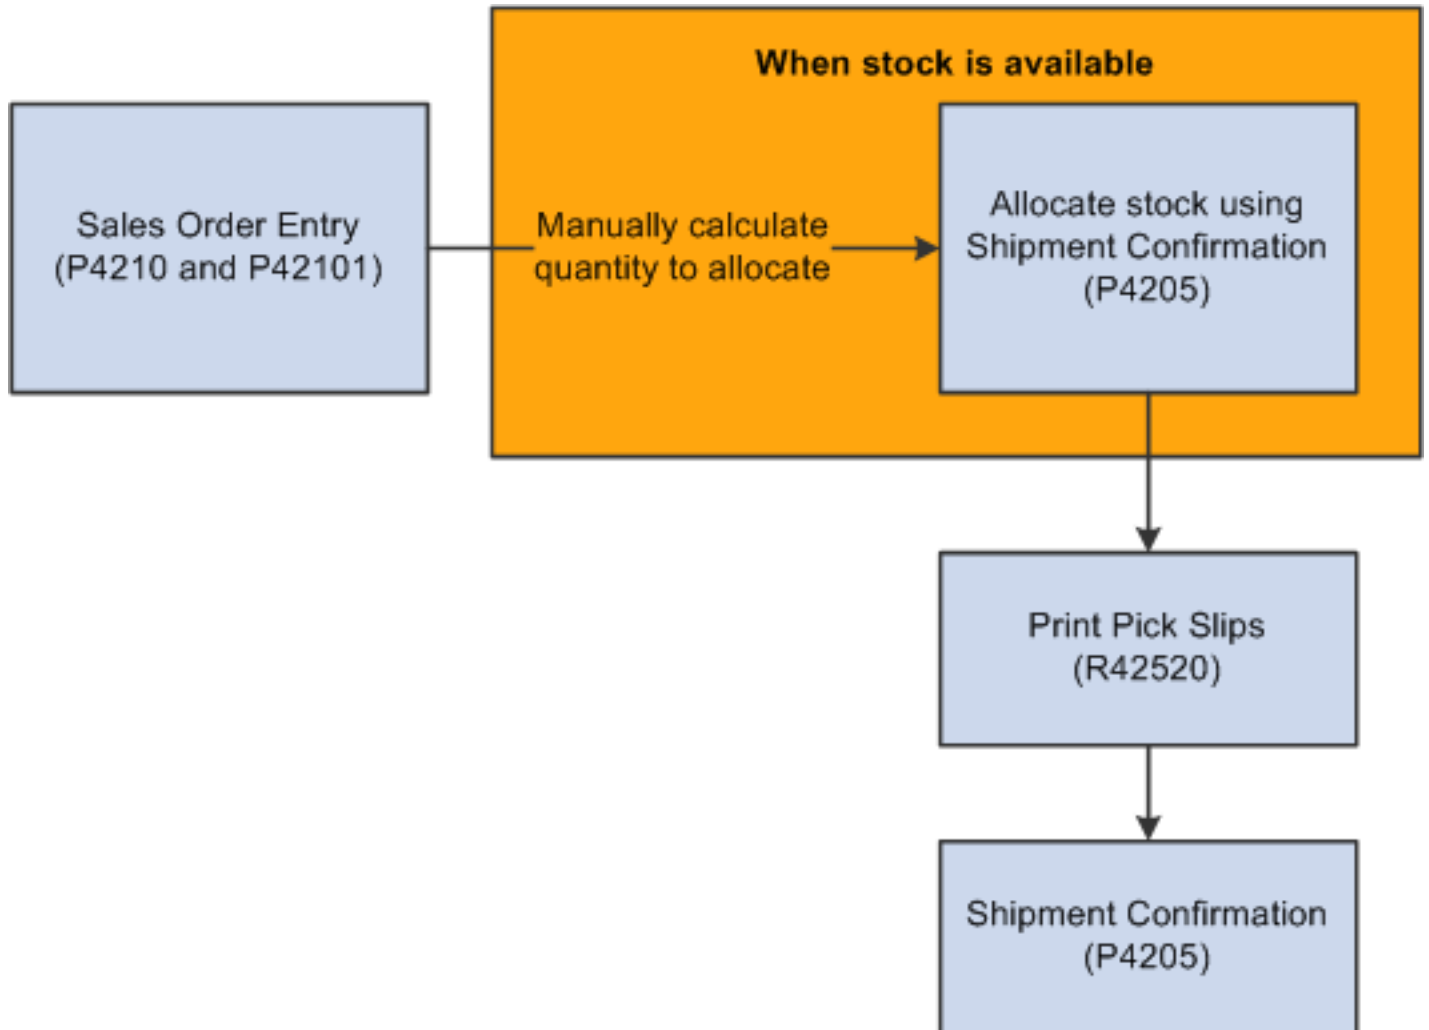 When stock is available
Sales Order Entry
(P4210 and P42101)
Manually calculate
quantity to allocate
Allocate stock using
Shipment Confirmation
(P4205)
Print Pick Slips
(R42520)
Shipment Confirmation
(P4205)